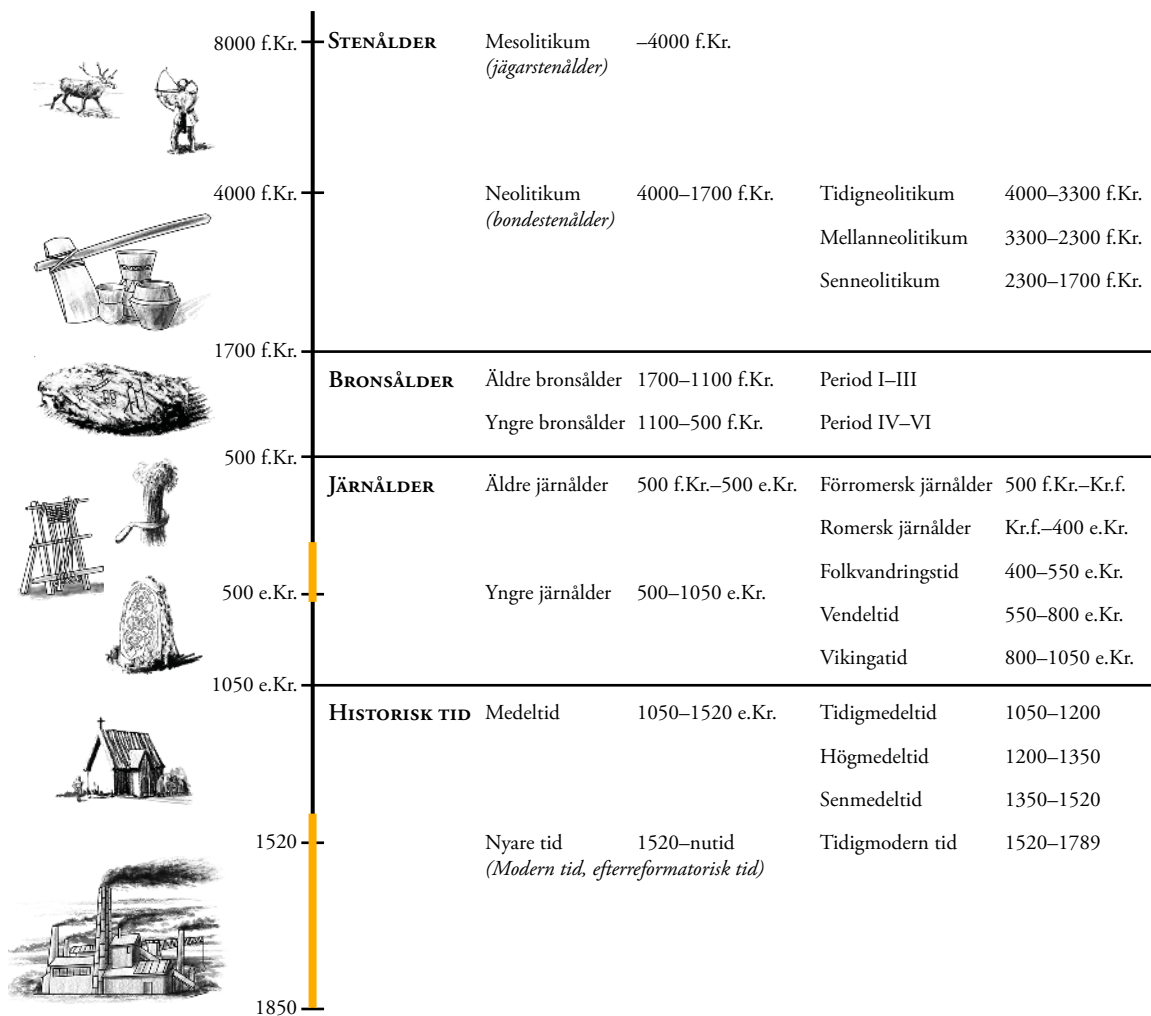 8000 f.Kr. Stenålder Mesolitikum –4000 f.Kr.
(jägarstenålder)
4000 f.Kr. Neolitikum 4000–1700 f.Kr. Tidigneolitikum 4000–3300 f.Kr.
(bondestenålder)
Mellanneolitikum 3300–2300 f.Kr.
Senneolitikum 2300–1700 f.Kr.
1700 f.Kr.
Bronsålder Äldre bronsålder 1700–1100 f.Kr. Period I–III
Yngre bronsålder 1100–500 f.Kr. Period IV–VI
500 f.Kr.
Järnålder Äldre järnålder 500 f.Kr.–500 e.Kr. Förromersk järnålder 500 f.Kr.–Kr.f.
Romersk järnålder Kr.f.–400 e.Kr.
Folkvandringstid 400–550 e.Kr.
500 e.Kr. Yngre järnålder 500–1050 e.Kr.
Vendeltid 550–800 e.Kr.
Vikingatid 800–1050 e.Kr.
1050 e.Kr.
Historisk tid Medeltid 1050–1520 e.Kr. Tidigmedeltid 1050–1200
Högmedeltid 1200–1350
Senmedeltid 1350–1520
1520 Nyare tid 1520–nutid Tidigmodern tid 1520–1789
(Modern tid, efterreformatorisk tid)
1850